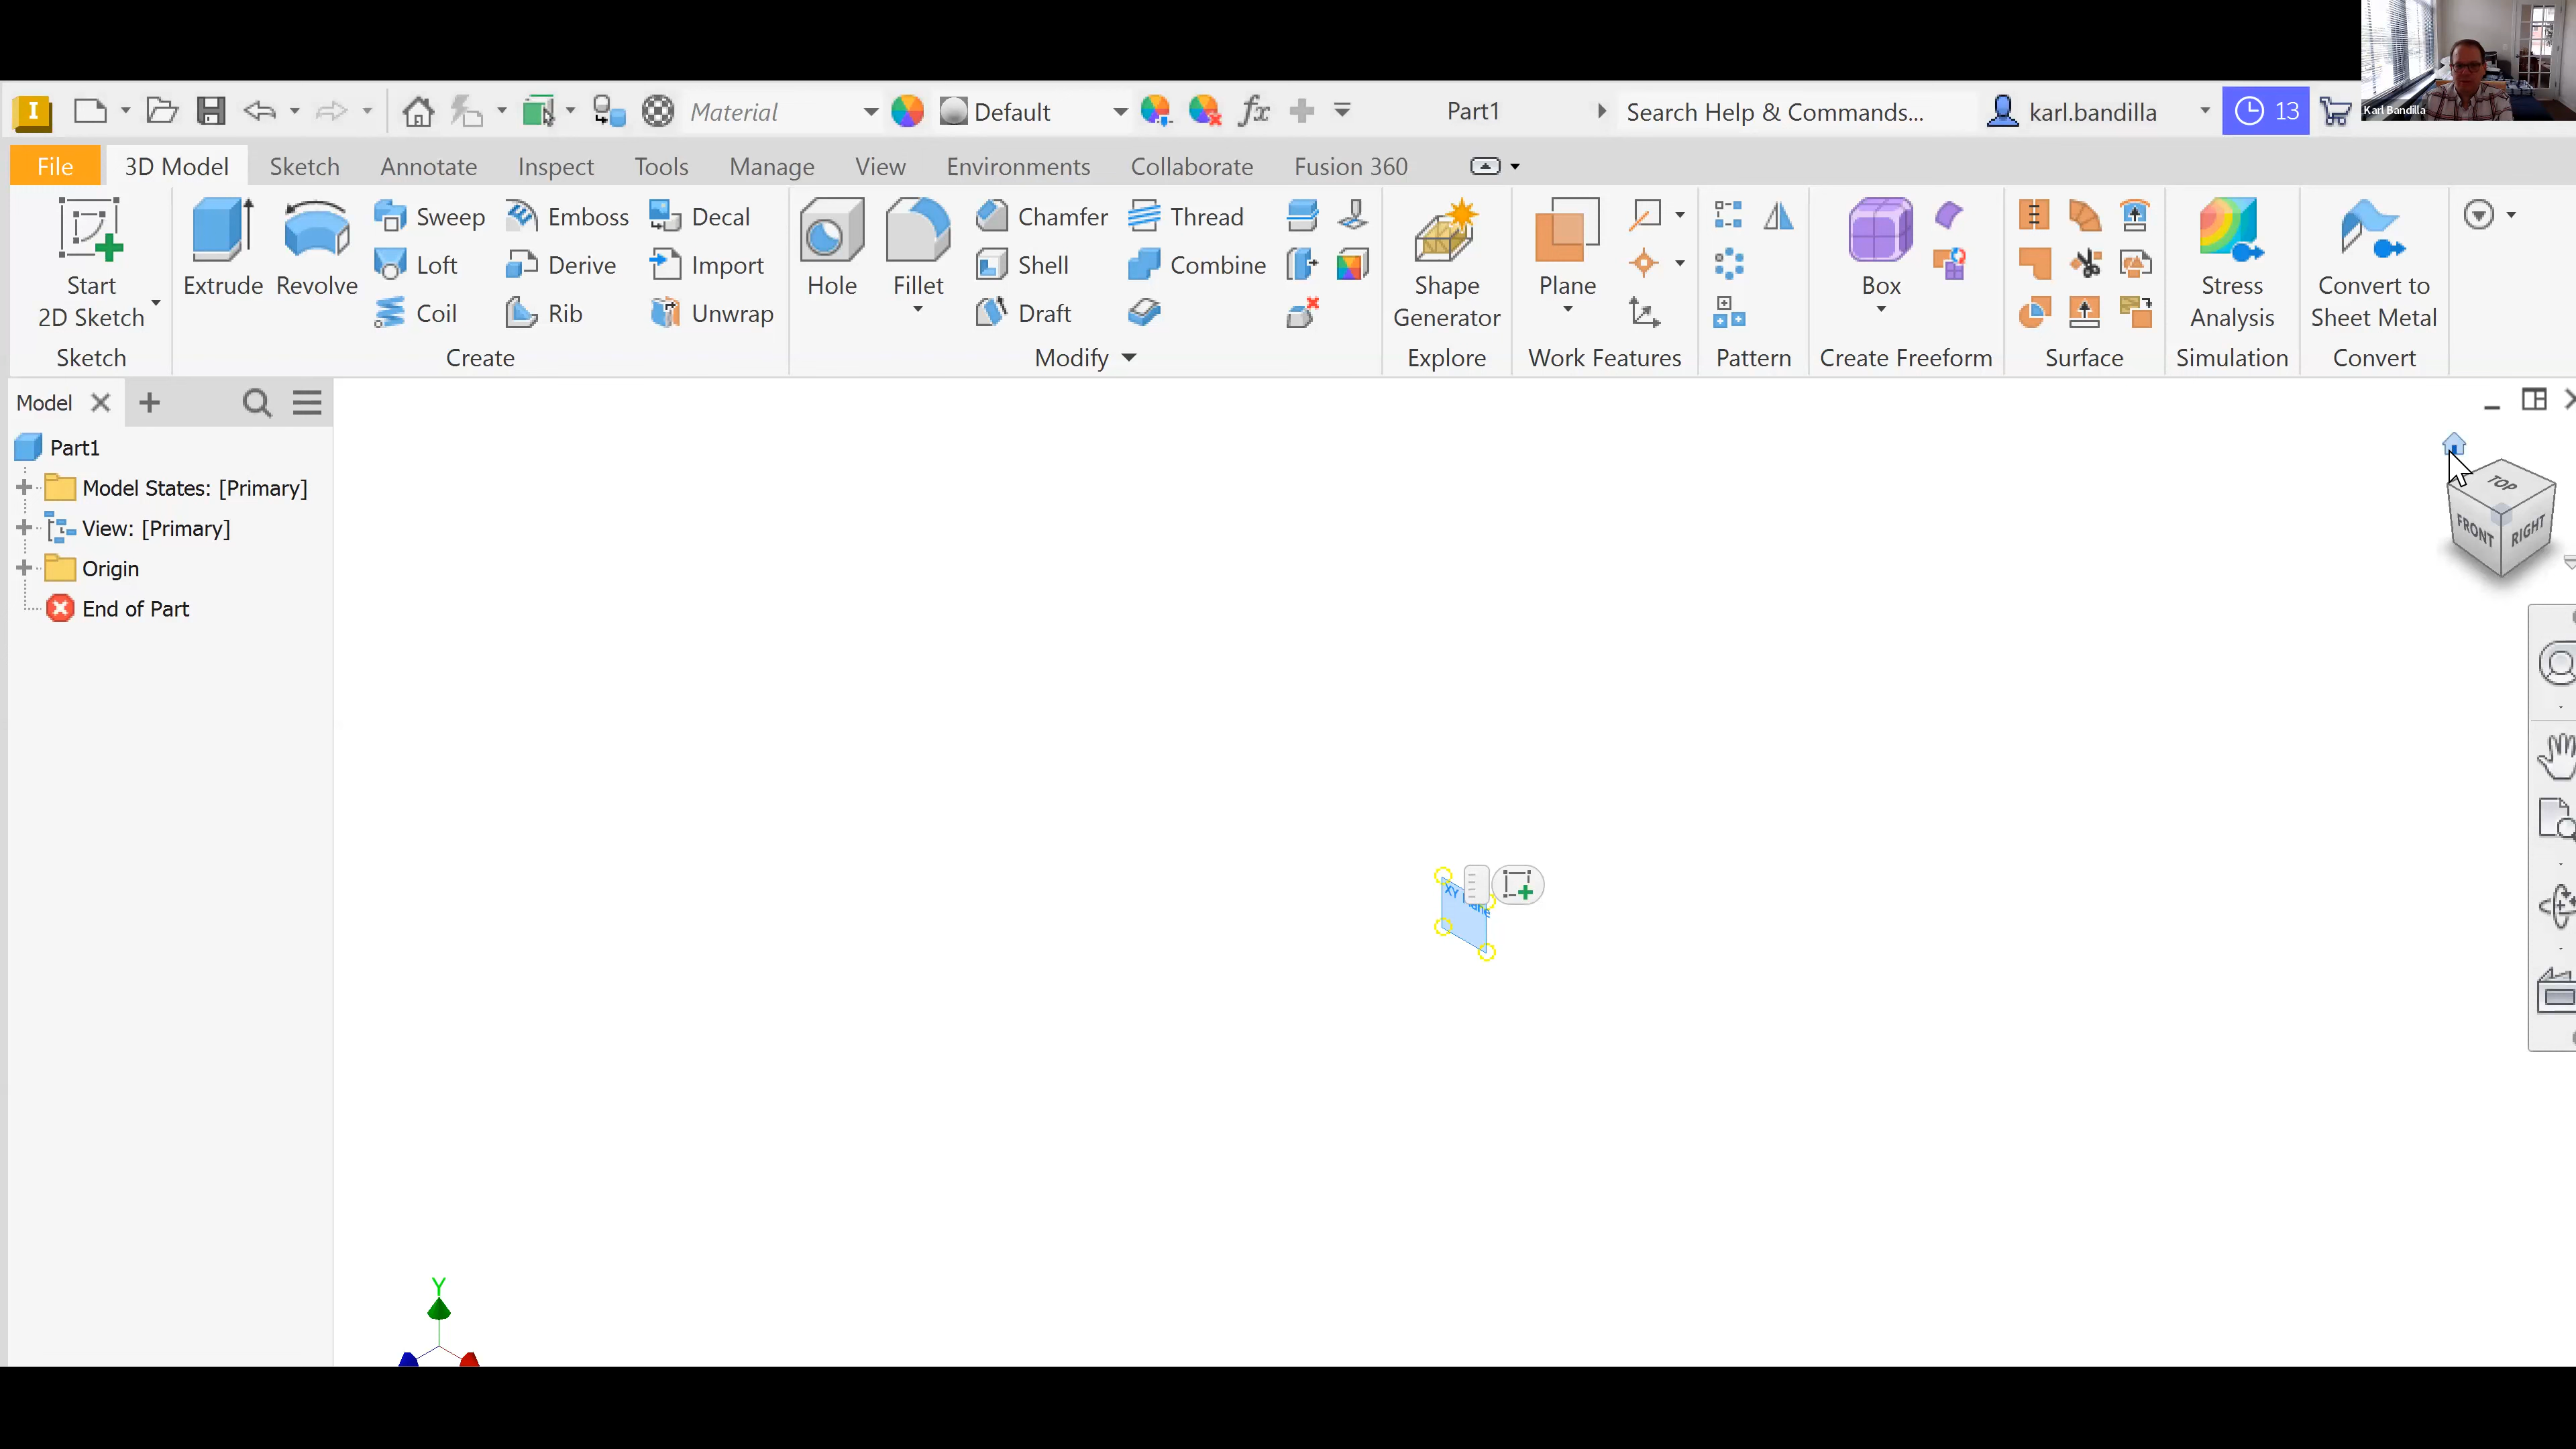 Karl Bandilla
I
Material
Default
fx
Part1
Search Help & Commands...
karl.bandilla
13
File
3D Model
Sketch
Annotate
Inspect
Tools
Manage
View
Environments
Collaborate
Fusion 360
Start
2D Sketch
Extrude
Revolve
Sweep
Loft
Coil
Emboss
Derive
Rib
Decal
Import
Unwrap
Hole
Fillet
Chamfer
Shell
Draft
Thread
Combine
Shape
Generator
Plane
Box
Stress
Analysis
Convert to
Sheet Metal
Sketch
Create
Modify
Explore
Work Features
Pattern
Create Freeform
Surface
Simulation
Convert
Model
Part1
Model States: [Primary]
View: [Primary]
Origin
End of Part
TOP
FRONT
RIGHT
XY
Y